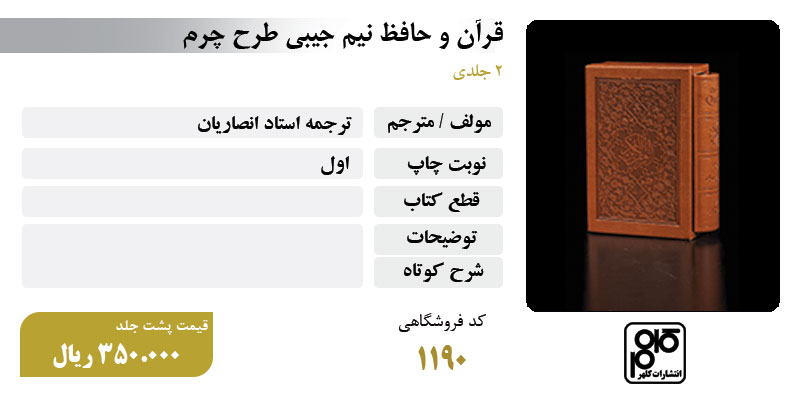 قرآن و حافظ نیم جیبی طرح چرم
۲ جلدی
مولف / مترجم
ترجمه استاد انصاریان
نوبت چاپ
اول
قطع کتاب
توضیحات
شرح کوتاه
کد فروشگاهی
۱۱۹۰
قیمت پشت جلد
۳۵۰.۰۰۰ ریال
انتشارات گلهر